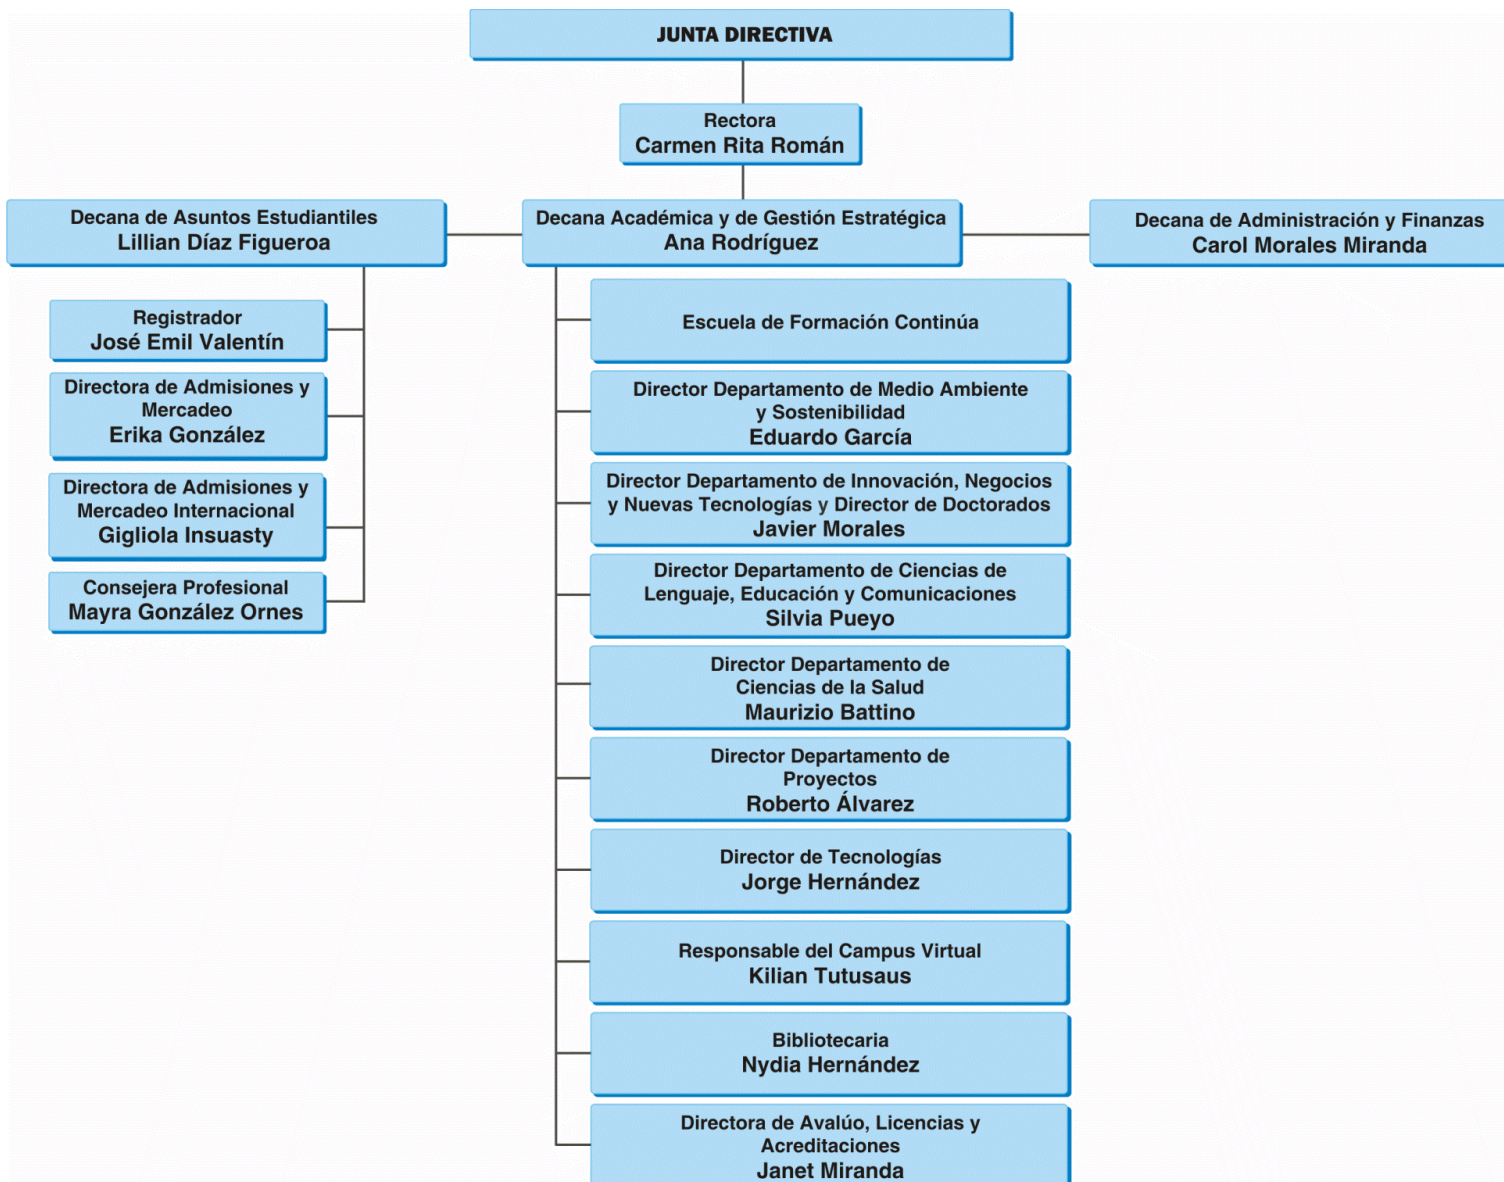 JUNTA DIRECTIVA
Rectora
Carmen Rita Román
Decana de Asuntos Estudiantiles
Lillian Díaz Figueroa
Decana Académica y de Gestión Estratégica
Ana Rodríguez
Decana de Administración y Finanzas
Carol Morales Miranda
Registrador
José Emil Valentín
Directora de Admisiones y
Mercadeo
Erika González
Directora de Admisiones y
Mercadeo Internacional
Gigliola Insuasty
Consejera Profesional
Mayra González Ornes
Escuela de Formación Continúa
Director Departamento de Medio Ambiente
y Sostenibilidad
Eduardo García
Director Departamento de Innovación, Negocios
y Nuevas Tecnologías y Director de Doctorados
Javier Morales
Director Departamento de Ciencias de
Lenguaje, Educación y Comunicaciones
Silvia Pueyo
Director Departamento de
Ciencias de la Salud
Maurizio Battino
Director Departamento de
Proyectos
Roberto Álvarez
Director de Tecnologías
Jorge Hernández
Responsable del Campus Virtual
Kilian Tutusaus
Bibliotecaria
Nydia Hernández
Directora de Avalúo, Licencias y
Acreditaciones
Janet Miranda